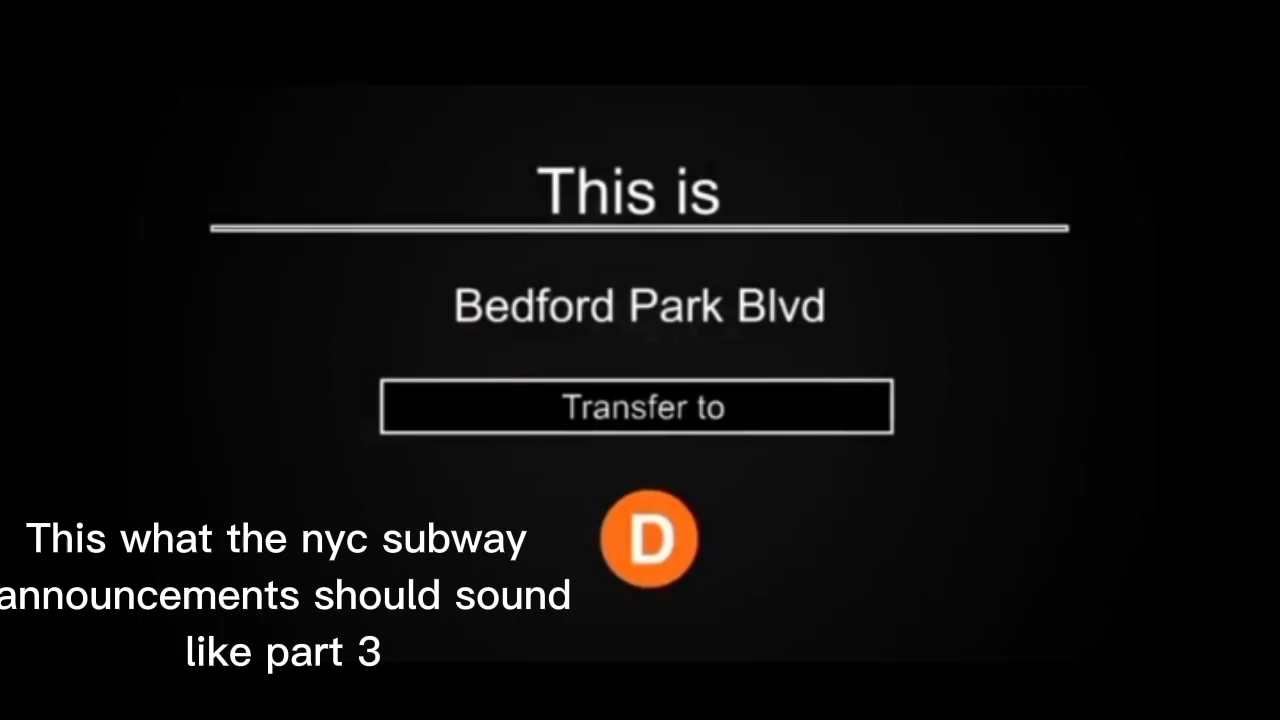 This is
Bedford Park Blvd
Transfer to
D
This what the nyc subway
announcements should sound
like part 3